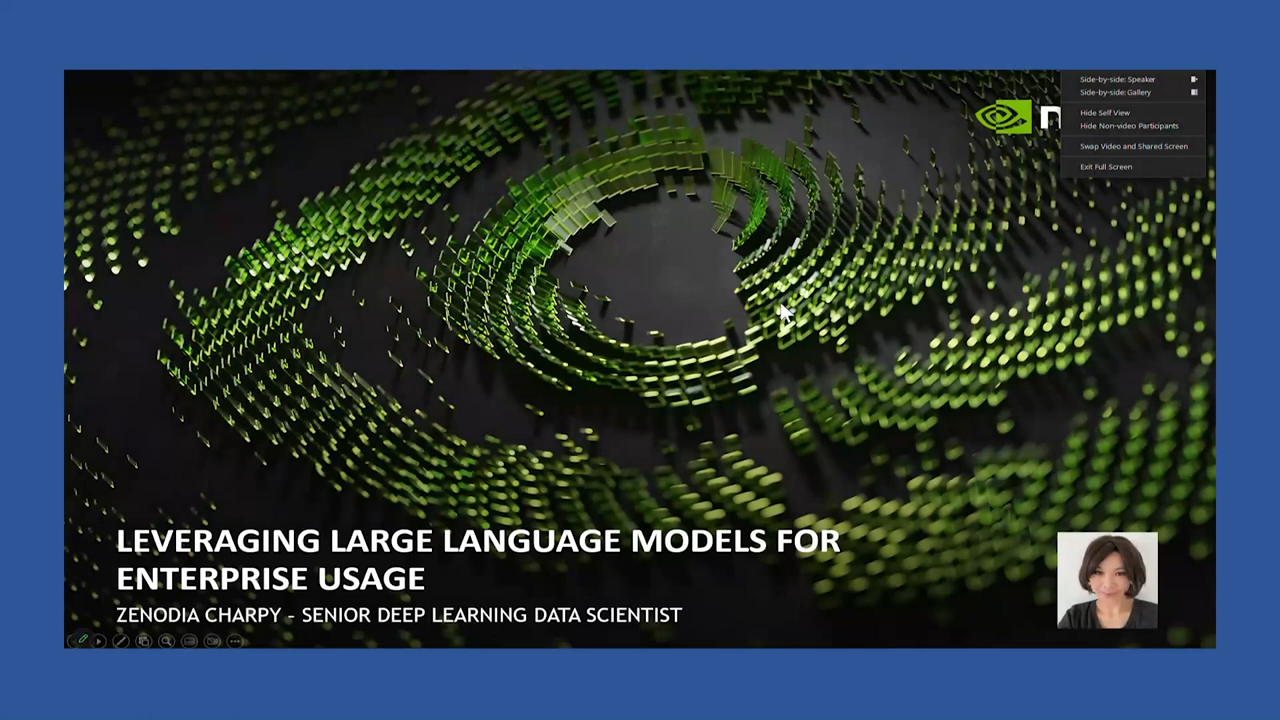 Side-by-side: Speaker
Side-by-side: Gallery
Hide Self View
Hide Non-video Participants
Swap Video and Shared Screen
Exit Full Screen
LEVERAGING LARGE LANGUAGE MODELS FOR
ENTERPRISE USAGE
ZENODIA CHARPY - SENIOR DEEP LEARNING DATA SCIENTIST